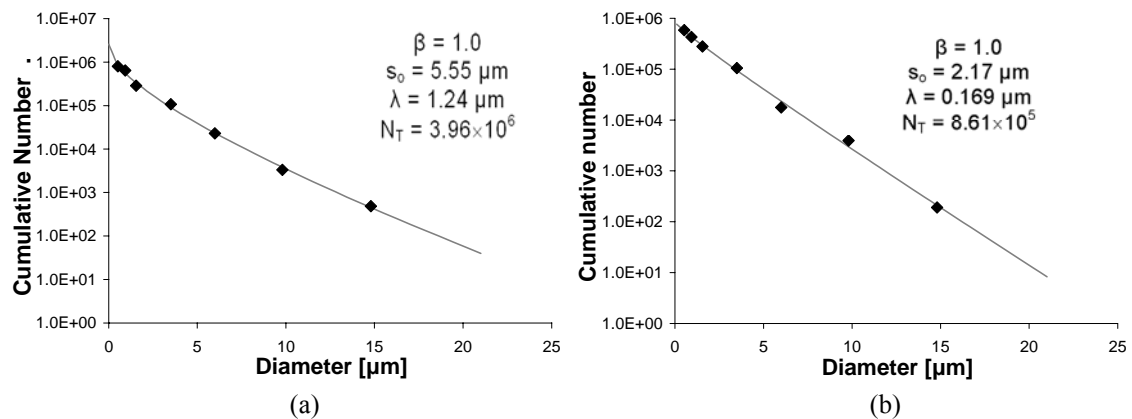 1.0E+07
1.0E+06
1.0E+05
1.0E+04
1.0E+03
1.0E+02
1.0E+01
1.0E+00
Cumulative Number .
0 5 10 15 20 25
Diameter [µm]
β = 1.0
s₀ = 5.55 µm
λ = 1.24 µm
N_T = 3.96×10⁶
(a)
1.0E+06
1.0E+05
1.0E+04
1.0E+03
1.0E+02
1.0E+01
1.0E+00
Cumulative number
0 5 10 15 20 25
Diameter [µm]
β = 1.0
s₀ = 2.17 µm
λ = 0.169 µm
N_T = 8.61×10⁵
(b)